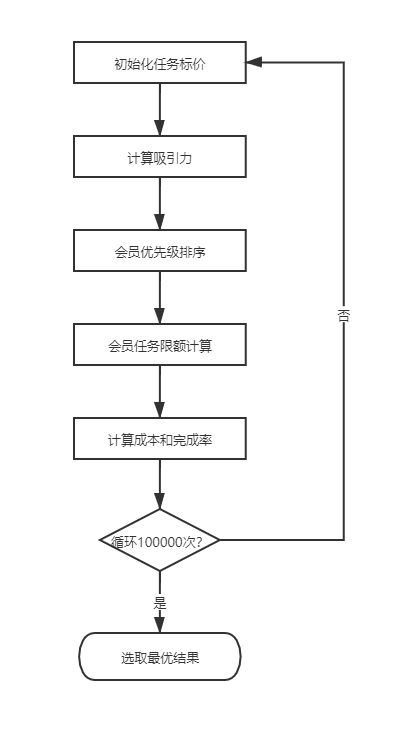 初始化任务标价
计算吸引力
会员优先级排序
会员任务限额计算
否
计算成本和完成率
循环100000次?
是
选取最优结果